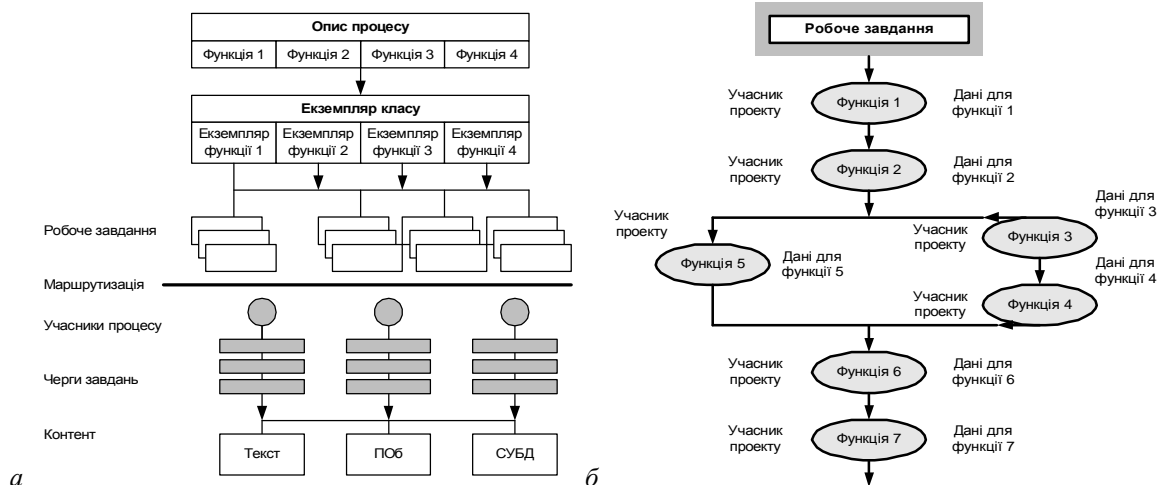 Опис процесу
Функція 1 Функція 2 Функція 3 Функція 4
Екземпляр класу
Екземпляр Екземпляр Екземпляр Екземпляр
функції 1 функції 2 функції 3 функції 4
Робоче завдання
Маршрутизація
Учасники процесу
Черги завдань
Контент
Текст ПОб СУБД
а
Робоче завдання
Учасник
проекту
Функція 1
Дані для
функції 1
Учасник
проекту
Функція 2
Дані для
функції 2
Учасник
проекту
Функція 5
Дані для
функції 5
Учасник
проекту
Функція 3
Дані для
функції 3
Учасник
проекту
Функція 4
Дані для
функції 4
Учасник
проекту
Функція 6
Дані для
функції 6
Учасник
проекту
Функція 7
Дані для
функції 7
б